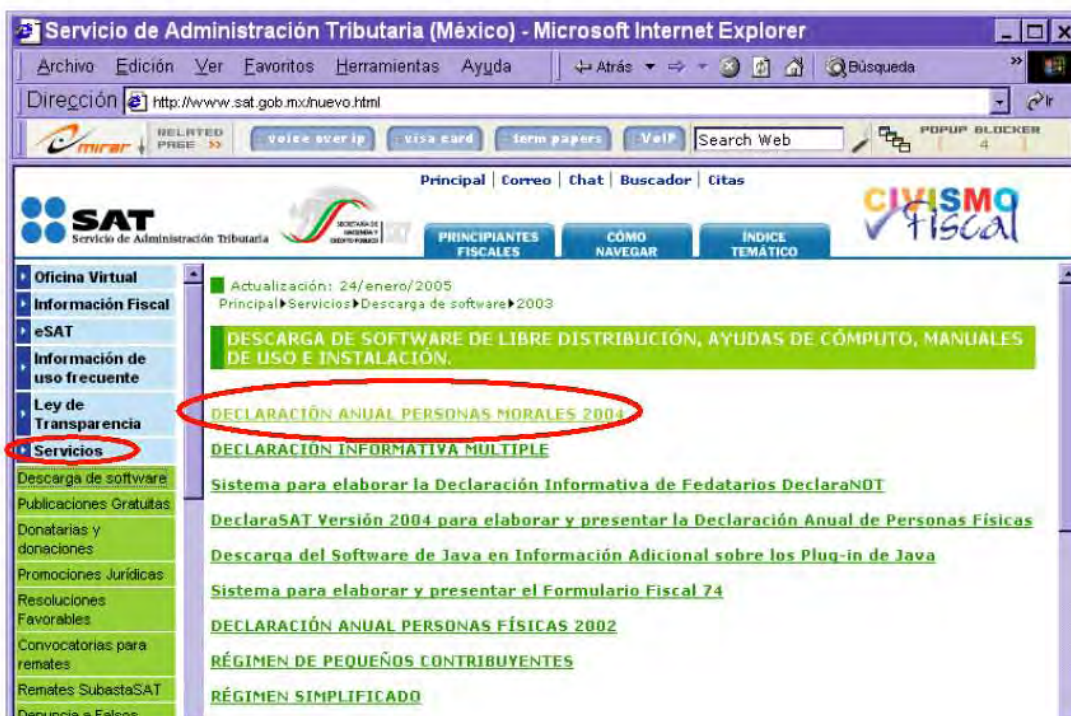 Servicio de Administración Tributaria (México) - Microsoft Internet Explorer
Archivo Edición Ver Favoritos Herramientas Ayuda Atrás Búsqueda »
Dirección http://www.sat.gob.mx/nuevo.html Ir
mirar RELATED PAGE >> voice over ip visa card term papers VoIP Search Web POPUP BLOCKER 4
Principal | Correo | Chat | Buscador | Citas
SAT
Servicio de Administración Tributaria
SECRETARÍA DE
HACIENDA Y
CRÉDITO PÚBLICO
PRINCIPIANTES
FISCALES
CÓMO
NAVEGAR
ÍNDICE
TEMÁTICO
CIVISMO
fiscal
Oficina Virtual
Información Fiscal
eSAT
Información de
uso frecuente
Ley de
Transparencia
Servicios
Descarga de software
Publicaciones Gratuitas
Donatarias y
donaciones
Promociones Jurídicas
Resoluciones
Favorables
Convocatorias para
remates
Remates SubastaSAT
Denuncia a Falsos
Actualización: 24/enero/2005
Principal▶Servicios▶Descarga de software▶2003
DESCARGA DE SOFTWARE DE LIBRE DISTRIBUCIÓN, AYUDAS DE CÓMPUTO, MANUALES
DE USO E INSTALACIÓN.
DECLARACIÓN ANUAL PERSONAS MORALES 2004
DECLARACIÓN INFORMATIVA MULTIPLE
Sistema para elaborar la Declaración Informativa de Fedatarios DeclaraNOT
DeclaraSAT Versión 2004 para elaborar y presentar la Declaración Anual de Personas Físicas
Descarga del Software de Java en Información Adicional sobre los Plug-in de Java
Sistema para elaborar y presentar el Formulario Fiscal 74
DECLARACIÓN ANUAL PERSONAS FÍSICAS 2002
RÉGIMEN DE PEQUEÑOS CONTRIBUYENTES
RÉGIMEN SIMPLIFICADO